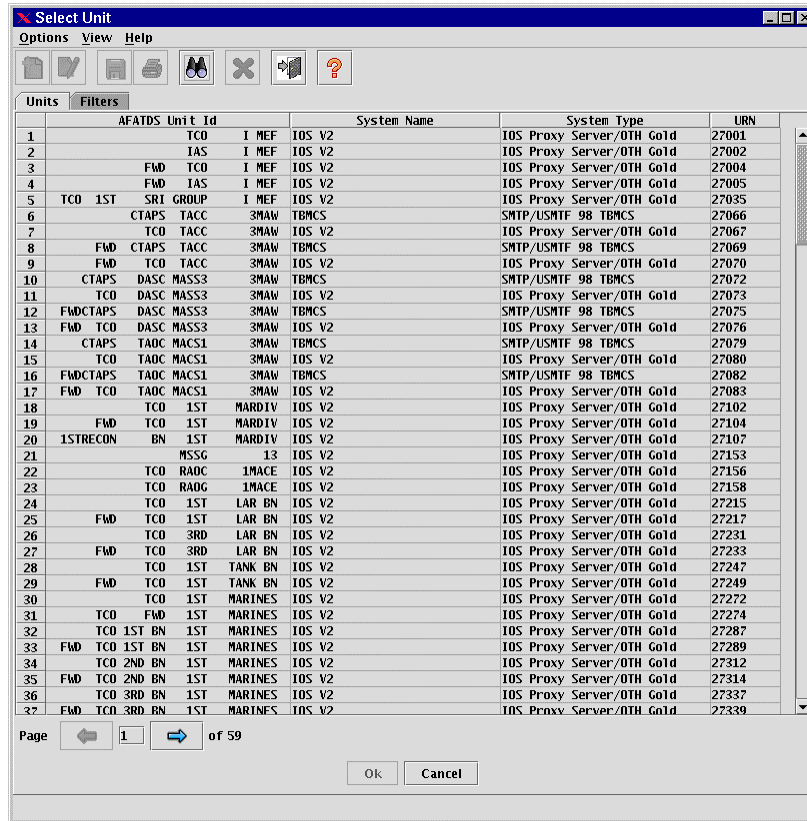 Select Unit
Options View Help
Units Filters
AFATDS Unit Id System Name System Type URN
1 TCO I MEF IOS V2 IOS Proxy Server/OTH Gold 27001
2 IAS I MEF IOS V2 IOS Proxy Server/OTH Gold 27002
3 FWD TCO I MEF IOS V2 IOS Proxy Server/OTH Gold 27004
4 FWD IAS I MEF IOS V2 IOS Proxy Server/OTH Gold 27005
5 TCO 1ST SRI GROUP I MEF IOS V2 IOS Proxy Server/OTH Gold 27035
6 CTAPS TACC 3MAW TBMCS SMTP/USMTF 98 TBMCS 27066
7 TCO TACC 3MAW IOS V2 IOS Proxy Server/OTH Gold 27067
8 FWD CTAPS TACC 3MAW TBMCS SMTP/USMTF 98 TBMCS 27069
9 FWD TCO TACC 3MAW IOS V2 IOS Proxy Server/OTH Gold 27070
10 CTAPS DASC MASS3 3MAW TBMCS SMTP/USMTF 98 TBMCS 27072
11 TCO DASC MASS3 3MAW IOS V2 IOS Proxy Server/OTH Gold 27073
12 FWDCTAPS DASC MASS3 3MAW TBMCS SMTP/USMTF 98 TBMCS 27075
13 FWD TCO DASC MASS3 3MAW IOS V2 IOS Proxy Server/OTH Gold 27076
14 CTAPS TAOC MACS1 3MAW TBMCS SMTP/USMTF 98 TBMCS 27079
15 TCO TAOC MACS1 3MAW IOS V2 IOS Proxy Server/OTH Gold 27080
16 FWDCTAPS TAOC MACS1 3MAW TBMCS SMTP/USMTF 98 TBMCS 27082
17 FWD TCO TAOC MACS1 3MAW IOS V2 IOS Proxy Server/OTH Gold 27083
18 TCO 1ST MARDIV IOS V2 IOS Proxy Server/OTH Gold 27102
19 FWD TCO 1ST MARDIV IOS V2 IOS Proxy Server/OTH Gold 27104
20 1STRECON BN 1ST MARDIV IOS V2 IOS Proxy Server/OTH Gold 27107
21 MSSG 13 IOS V2 IOS Proxy Server/OTH Gold 27153
22 TCO RAOC 1MACE IOS V2 IOS Proxy Server/OTH Gold 27156
23 TCO RAOG 1MACE IOS V2 IOS Proxy Server/OTH Gold 27158
24 TCO 1ST LAR BN IOS V2 IOS Proxy Server/OTH Gold 27215
25 FWD TCO 1ST LAR BN IOS V2 IOS Proxy Server/OTH Gold 27217
26 TCO 3RD LAR BN IOS V2 IOS Proxy Server/OTH Gold 27231
27 FWD TCO 3RD LAR BN IOS V2 IOS Proxy Server/OTH Gold 27233
28 TCO 1ST TANK BN IOS V2 IOS Proxy Server/OTH Gold 27247
29 FWD TCO 1ST TANK BN IOS V2 IOS Proxy Server/OTH Gold 27249
30 TCO 1ST MARINES IOS V2 IOS Proxy Server/OTH Gold 27272
31 TCO FWD 1ST MARINES IOS V2 IOS Proxy Server/OTH Gold 27274
32 TCO 1ST BN 1ST MARINES IOS V2 IOS Proxy Server/OTH Gold 27287
33 FWD TCO 1ST BN 1ST MARINES IOS V2 IOS Proxy Server/OTH Gold 27289
34 TCO 2ND BN 1ST MARINES IOS V2 IOS Proxy Server/OTH Gold 27312
35 FWD TCO 2ND BN 1ST MARINES IOS V2 IOS Proxy Server/OTH Gold 27314
36 TCO 3RD BN 1ST MARINES IOS V2 IOS Proxy Server/OTH Gold 27337
37 FWD TCO 3RD BN 1ST MARINES IOS V2 IOS Proxy Server/OTH Gold 27339
Page 1 of 59
Ok Cancel